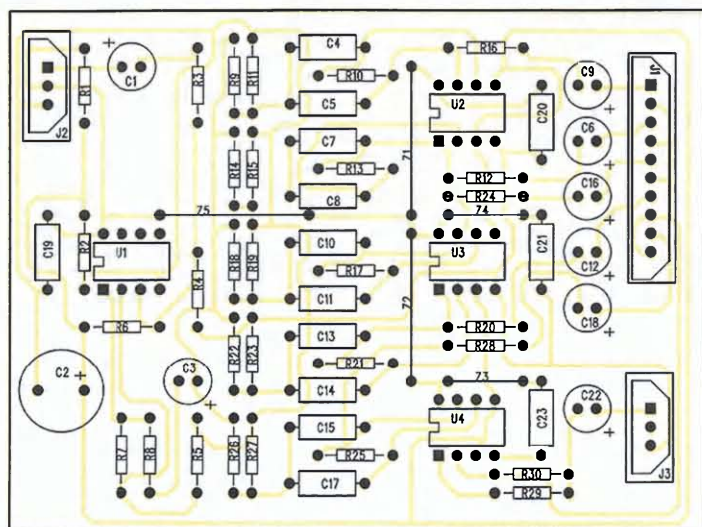 C4
R16
C9
J1
J2
R1
C1
R3
R9
R11
R10
C5
U2
C20
C6
C7
71
R14
R15
R13
R12
C8
R24
C16
75
74
C19
R2
U1
R18
R19
C10
U3
C21
C12
R4
R17
C11
72
C18
R6
C13
R20
R22
R23
R21
R28
C2
C3
C14
73
C22
R7
R8
R5
R26
R27
C15
U4
C23
R25
J3
C17
R30
R29